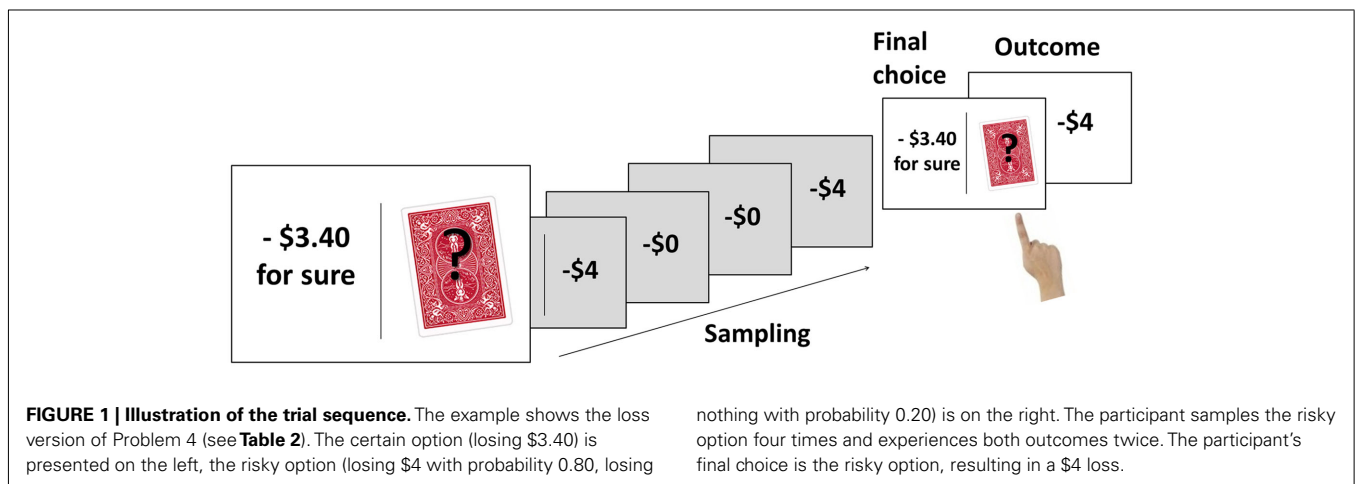 Final
choice
Outcome
- $3.40
for sure
?
-$4
-$0
-$0
-$4
- $3.40
for sure
?
-$4
Sampling
FIGURE 1 | Illustration of the trial sequence. The example shows the loss
version of Problem 4 (see Table 2). The certain option (losing $3.40) is
presented on the left, the risky option (losing $4 with probability 0.80, losing
nothing with probability 0.20) is on the right. The participant samples the risky
option four times and experiences both outcomes twice. The participant's
final choice is the risky option, resulting in a $4 loss.